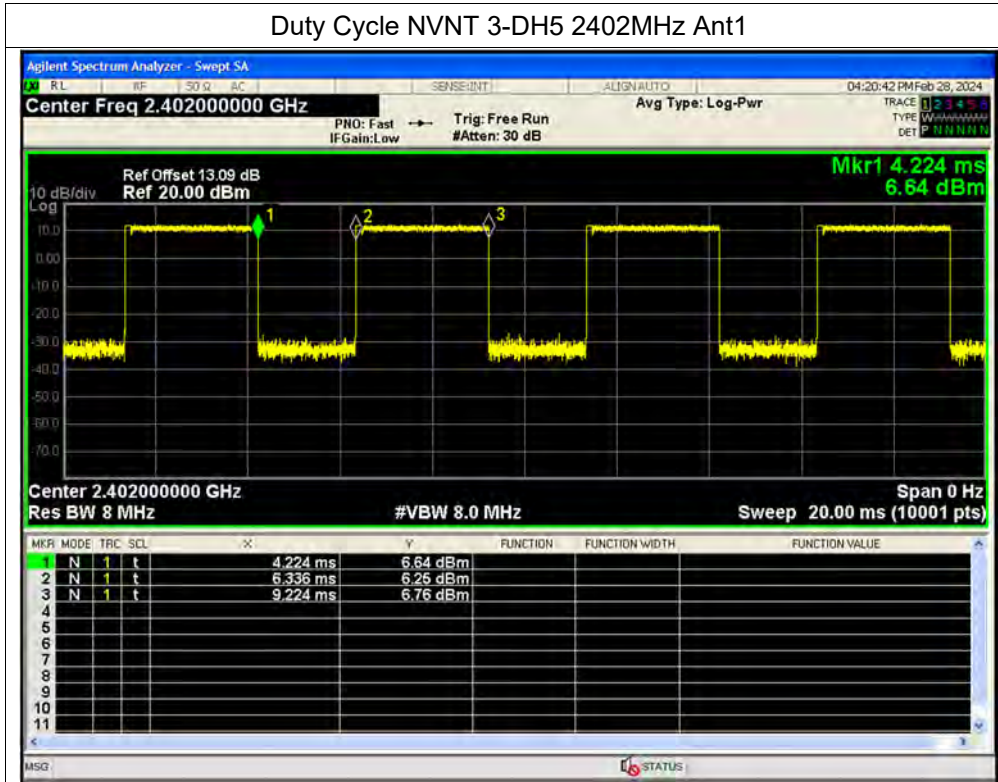 Duty Cycle NVNT 3-DH5 2402MHz Ant1
Agilent Spectrum Analyzer - Swept SA
LXI RL RF 50 Ω AC SENSE:INT ALIGN AUTO 04:20:42 PM Feb 28, 2024
Center Freq 2.402000000 GHz Avg Type: Log-Pwr TRACE 1 2 3 4 5 6
PNO: Fast Trig: Free Run TYPE W
IFGain:Low #Atten: 30 dB DET P N N N N N
Mkr1 4.224 ms
Ref Offset 13.09 dB
10 dB/div Ref 20.00 dBm 6.64 dBm
Log
1 2 3
10.0
0.00
-10.0
-20.0
-30.0
-40.0
-50.0
-60.0
-70.0
Center 2.402000000 GHz Span 0 Hz
Res BW 8 MHz #VBW 8.0 MHz Sweep 20.00 ms (10001 pts)
MKR MODE TRC SCL X Y FUNCTION FUNCTION WIDTH FUNCTION VALUE
1 N 1 t 4.224 ms 6.64 dBm
2 N 1 t 6.336 ms 6.25 dBm
3 N 1 t 9.224 ms 6.76 dBm
4
5
6
7
8
9
10
11
MSG STATUS